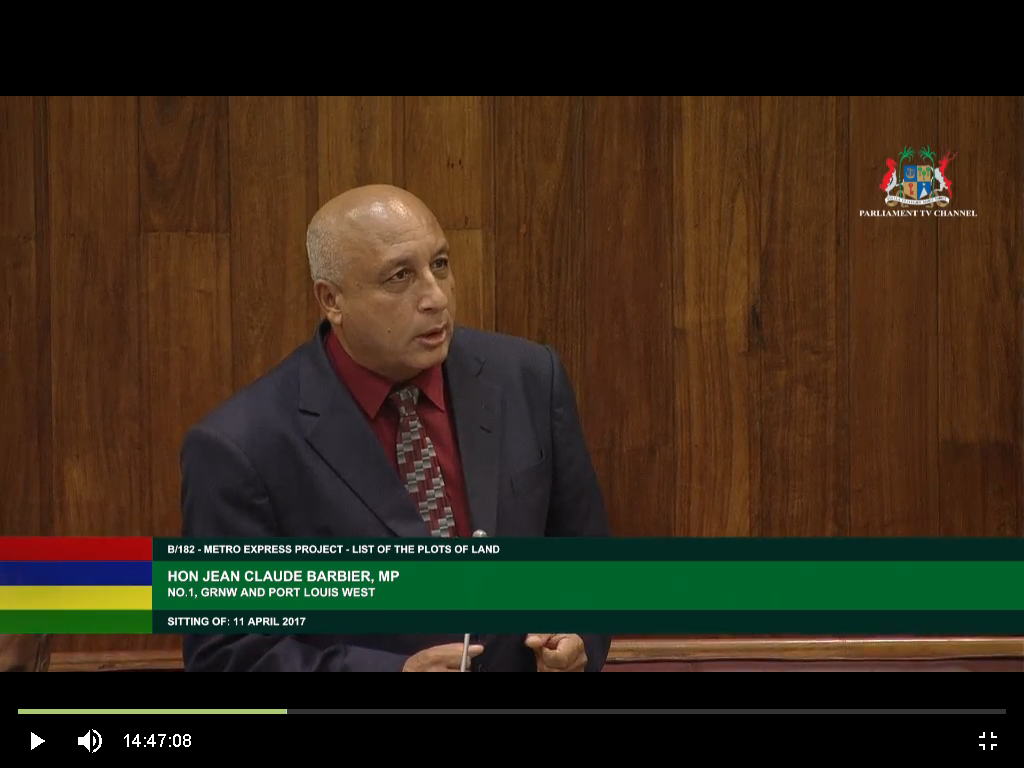 PARLIAMENT TV CHANNEL
B/182 - METRO EXPRESS PROJECT - LIST OF THE PLOTS OF LAND
HON JEAN CLAUDE BARBIER, MP
NO.1, GRNW AND PORT LOUIS WEST
SITTING OF: 11 APRIL 2017
14:47:08